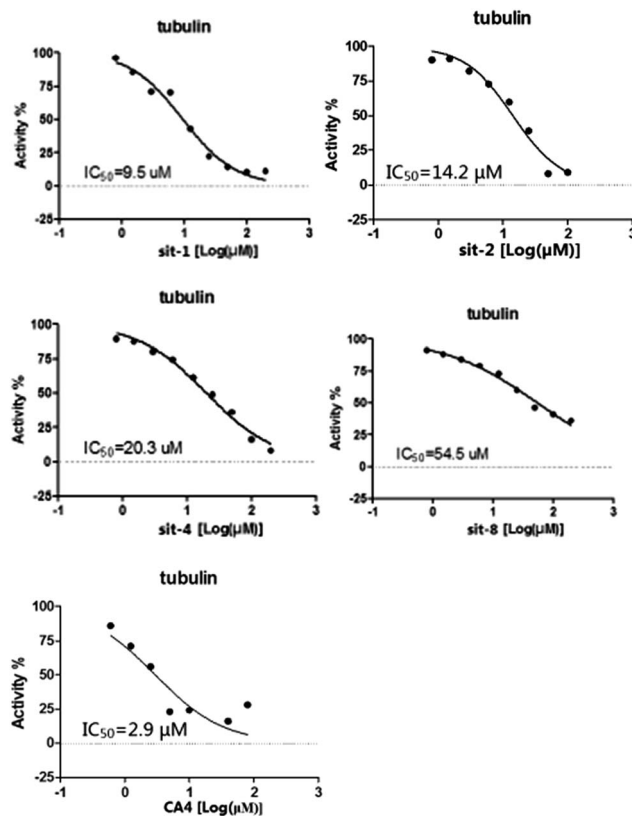 tubulin
100
75
50
25
0
-25
Activity %
IC50=9.5 uM
-1 0 1 2 3
sit-1 [Log(μM)]
tubulin
100
75
50
25
0
-25
Activity %
IC50=14.2 μM
-1 0 1 2 3
sit-2 [Log(μM)]
tubulin
100
75
50
25
0
-25
Activity %
IC50=20.3 uM
-1 0 1 2 3
sit-4 [Log(μM)]
tubulin
100
75
50
25
0
-25
Activity %
IC50=54.5 uM
-1 0 1 2 3
sit-8 [Log(μM)]
tubulin
100
75
50
25
0
-25
Activity %
IC50=2.9 μM
-1 0 1 2 3
CA4 [Log(μM)]